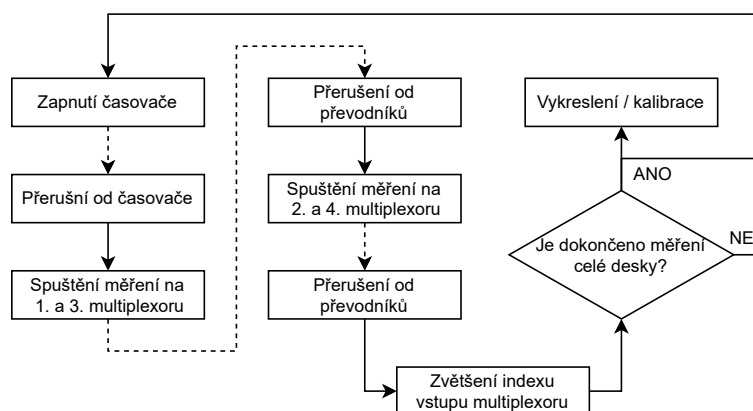 Zapnutí časovače
Přerušní od časovače
Spuštění měření na
1. a 3. multiplexoru
Přerušení od
převodníků
Spuštění měření na
2. a 4. multiplexoru
Přerušení od
převodníků
Zvětšení indexu
vstupu multiplexoru
Je dokončeno měření
celé desky?
ANO
NE
Vykreslení / kalibrace